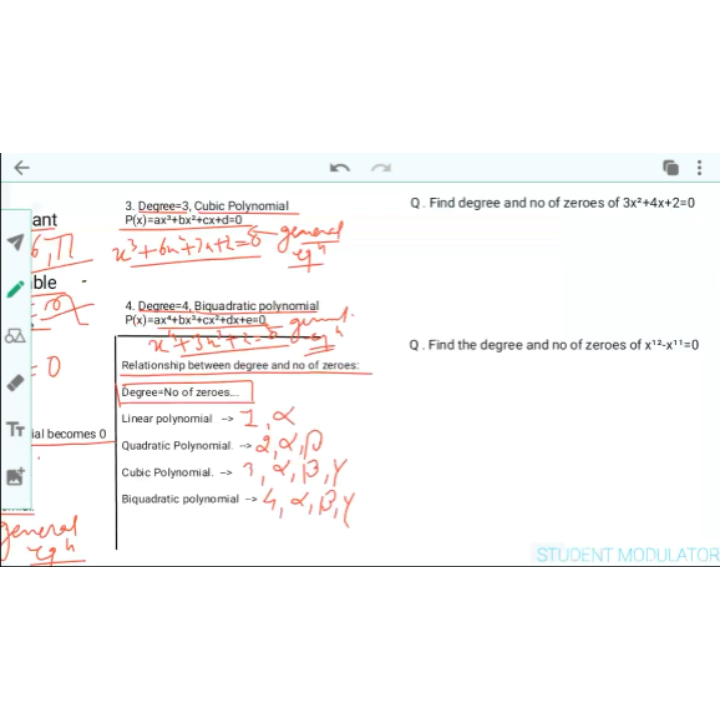 ant
6, π
ble -
= 0
ial becomes 0
general
eqⁿ
3. Degree=3, Cubic Polynomial
P(x)=ax³+bx²+cx+d=0
general
eqⁿ
4. Degree=4, Biquadratic polynomial
P(x)=ax⁴+bx³+cx²+dx+e=0
eqⁿ
Relationship between degree and no of zeroes:
Degree=No of zeroes...
Linear polynomial -> 1, α
Quadratic Polynomial. -> 2, α, β
Cubic Polynomial. -> 3, α, β, γ
Biquadratic polynomial -> 4, α, β, γ
Q. Find degree and no of zeroes of 3x²+4x+2=0
Q. Find the degree and no of zeroes of x¹²-x¹¹=0
STUDENT MODULATOR
TT